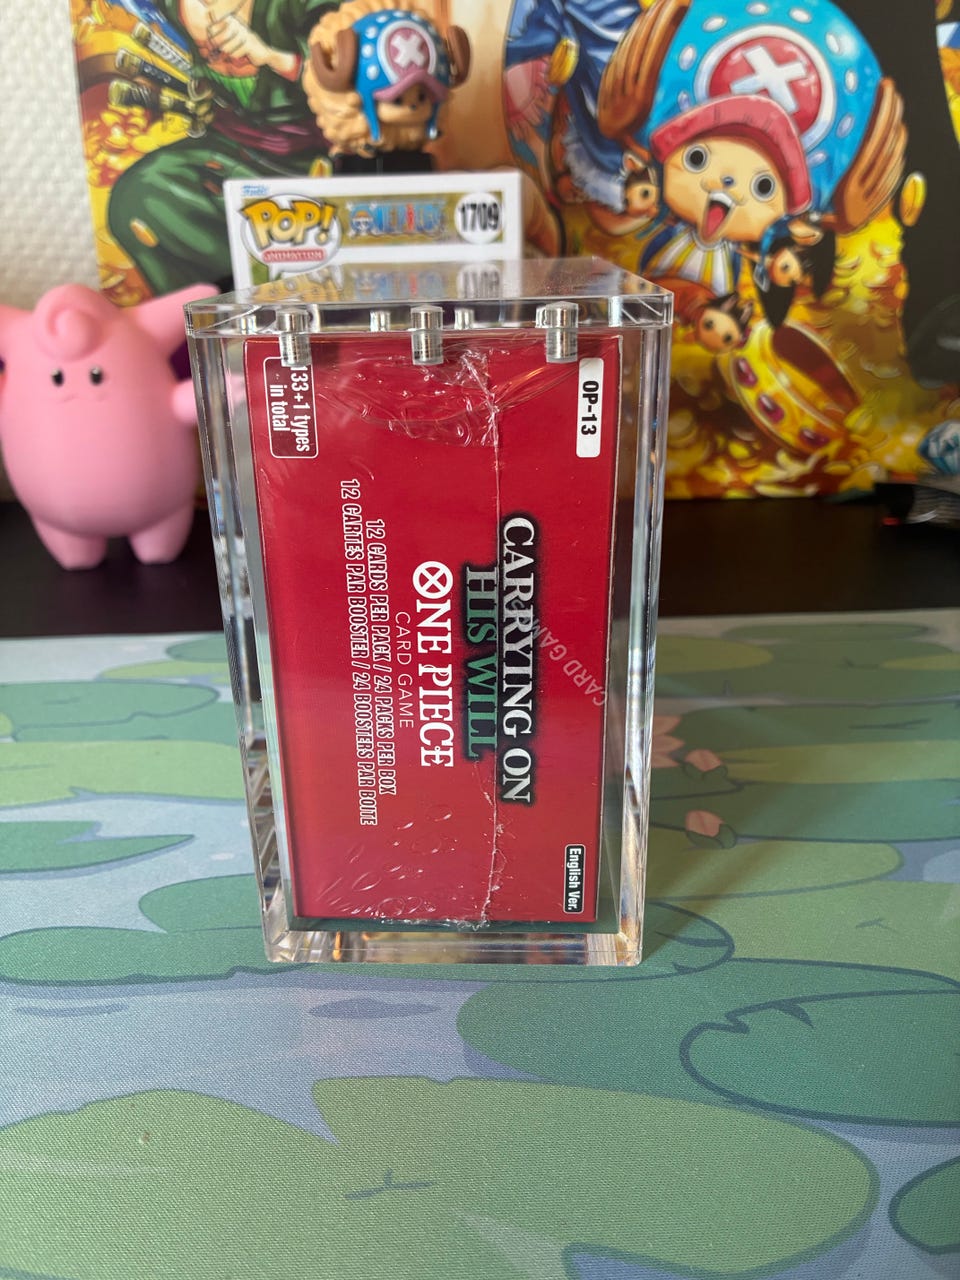 POP!
ANIMATION
ONE PIECE
1709
OP-13
133+1 types
in total
CARRYING ON
HIS WILL
CARD GAME
ONE PIECE
CARD GAME
12 CARDS PER PACK / 24 PACKS PER BOX
12 CARTES PAR BOOSTER / 24 BOOSTERS PAR BOITE
English Ver.